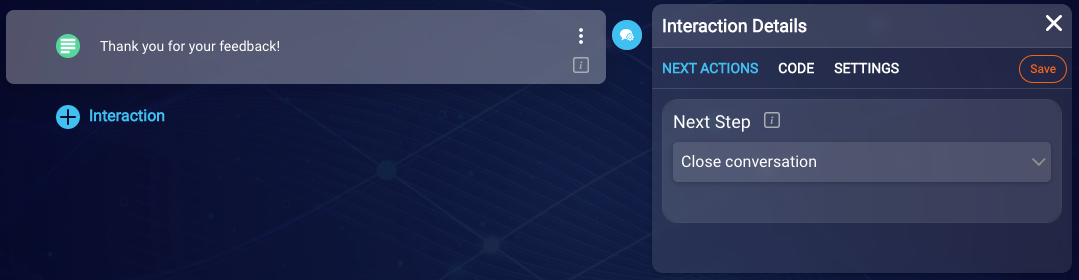 Thank you for your feedback!
Interaction
Interaction Details
NEXT ACTIONS CODE SETTINGS Save
Next Step
Close conversation